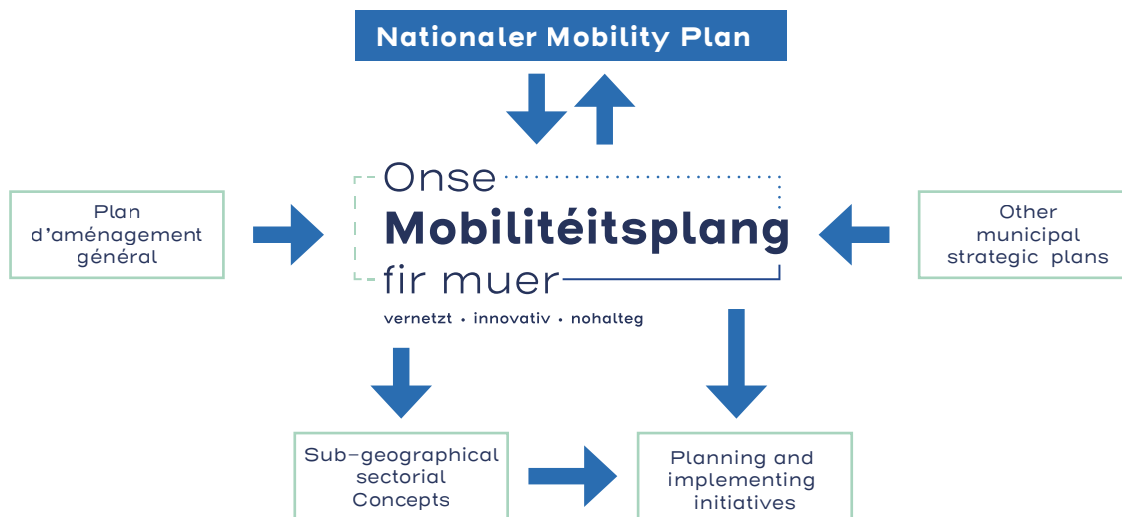 Nationaler Mobility Plan
Onse
Mobilitéitsplang
fir muer
vernetzt • innovativ • nohalteg
Plan
d'aménagement
général
Other
municipal
strategic plans
Sub-geographical
sectorial
Concepts
Planning and
implementing
initiatives